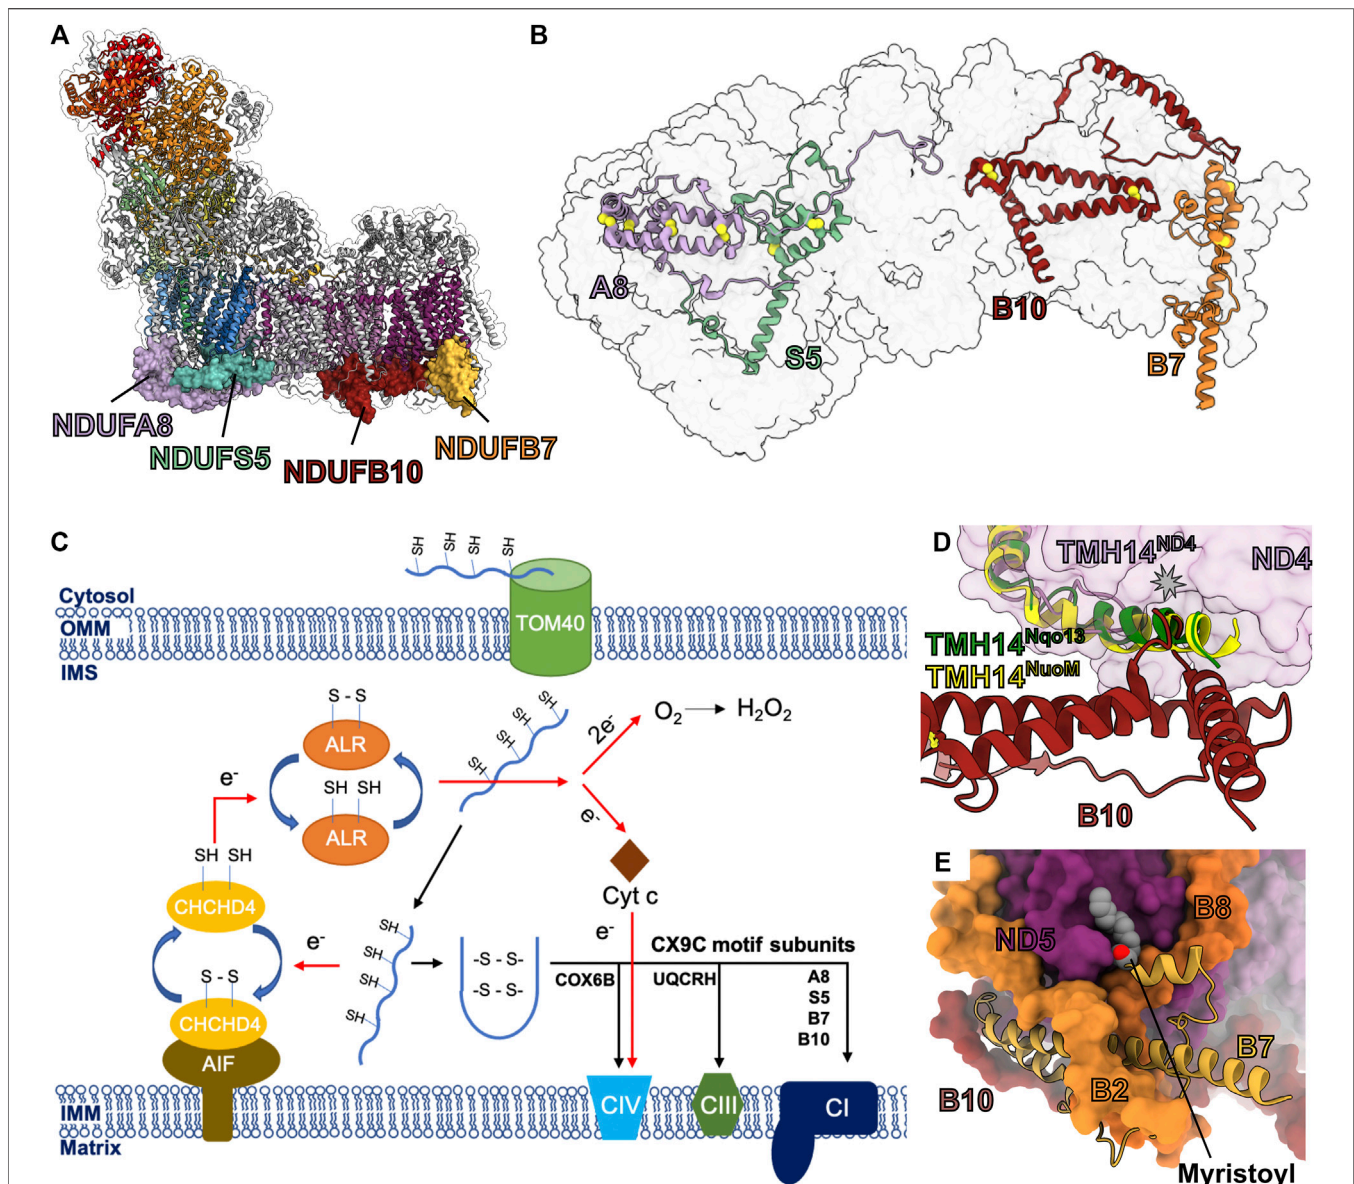 A
NDUFA8
NDUFS5
NDUFB10
NDUFB7
B
A8
S5
B10
B7
C
SH SH SH SH
Cytosol
OMM
IMS
TOM40
S - S
ALR
SH SH
ALR
e-
SH SH
CHCHD4
S - S
CHCHD4
AIF
e-
SH
SH
SH
SH
2e-
O2
H2O2
e-
Cyt c
e-
SH
SH
SH
SH
-S - S-
-S - S-
CX9C motif subunits
COX6B
UQCRH
A8
S5
B7
B10
IMM
Matrix
CIV
CIII
CI
D
TMH14ND4
ND4
TMH14Nqo13
TMH14NuoM
B10
E
B8
ND5
B7
B2
B10
Myristoyl